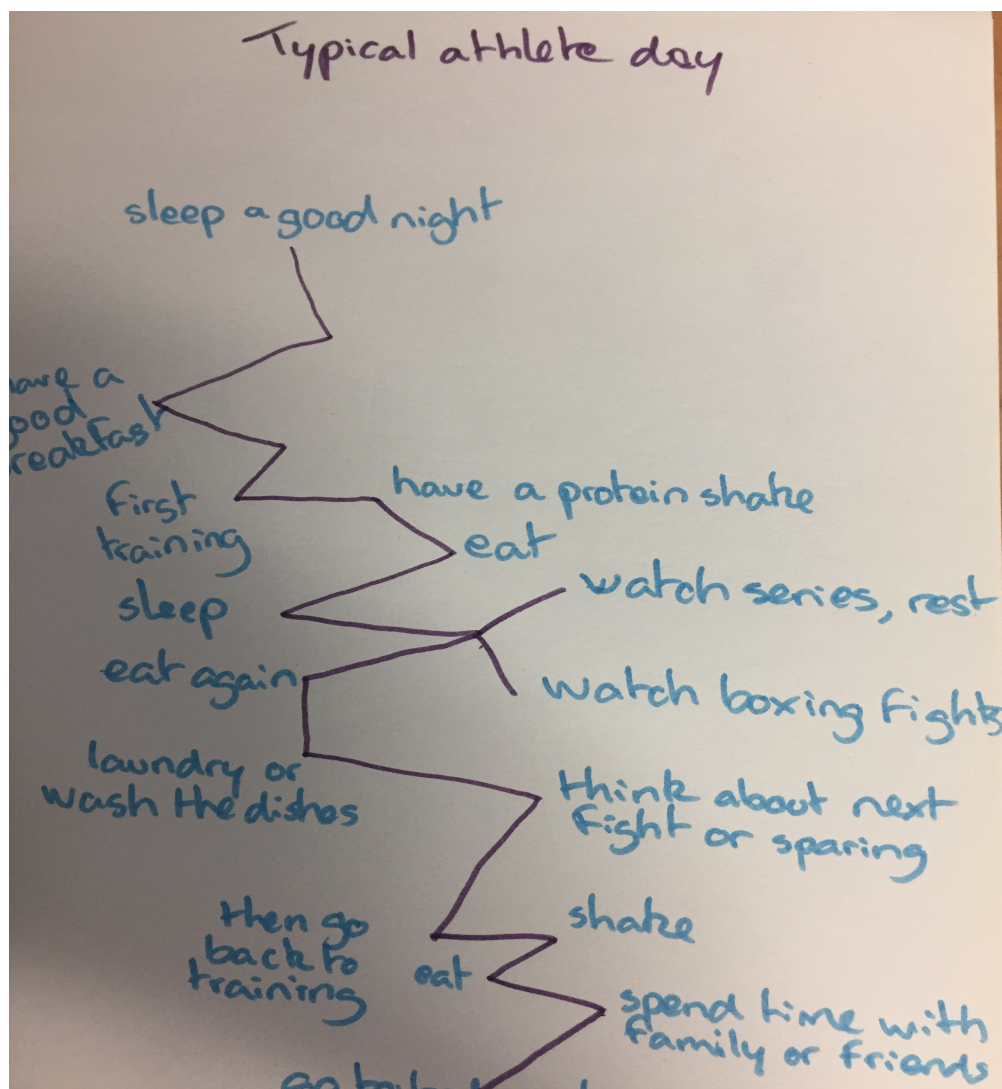 Typical athlete day
sleep a good night
have a
good
breakfast
first
training
have a protein shake
eat
sleep
watch series, rest
watch boxing fights
eat again
laundry or
wash the dishes
think about next
fight or sparing
then go
back to
training
shake
eat
spend time with
family or friends